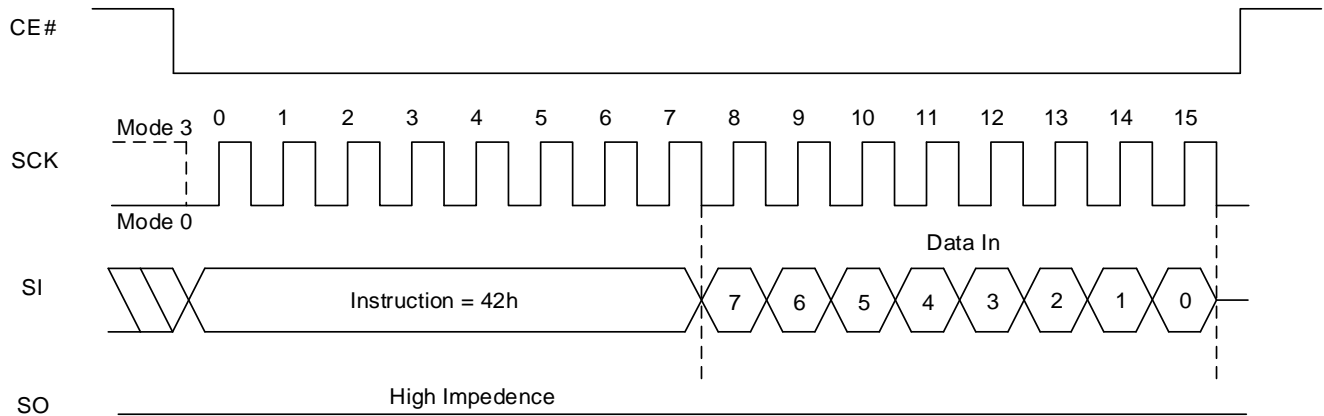 CE#
0 1 2 3 4 5 6 7 8 9 10 11 12 13 14 15
Mode 3
SCK
Mode 0
Data In
SI
Instruction = 42h
7 6 5 4 3 2 1 0
High Impedence
SO